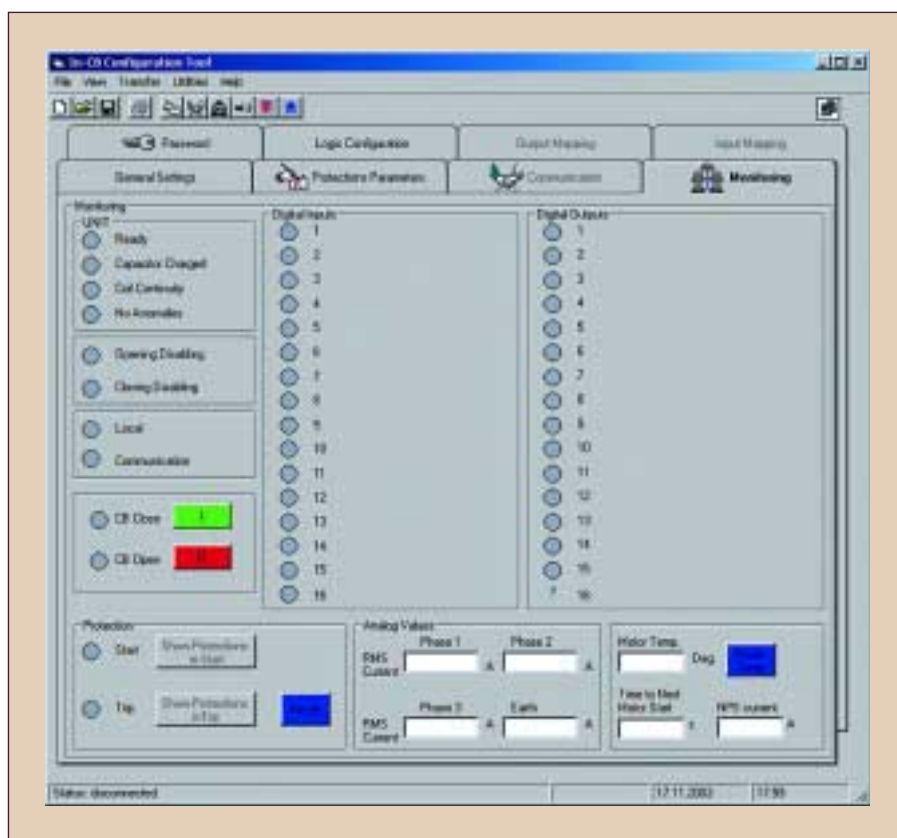 Configuration Tool
File View Transfer Utilities Help
Password
Logic Configuration
Output Mapping
Input Mapping
General Settings
Protections Parameters
Communication
Monitoring
Monitoring
UNIT
Ready
Capacitor Charged
Coil Continuity
No Anomalies
Opening Disabling
Closing Disabling
Local
Communication
CB Close
I
CB Open
Digital Inputs
1
2
3
4
5
6
7
8
9
10
11
12
13
14
15
16
Digital Outputs
1
2
3
4
5
6
7
8
9
10
11
12
13
14
15
16
Protection
Start
Show Protections
in Start
Trip
Show Protections
in Trip
Analog Values
Phase 1
Phase 2
RMS
Current
A
A
Phase 3
Earth
RMS
Current
A
A
Motor Temp.
Deg.
Time to Next
Motor Start
s
NPS current
A
Status: disconnected
17.11.2003